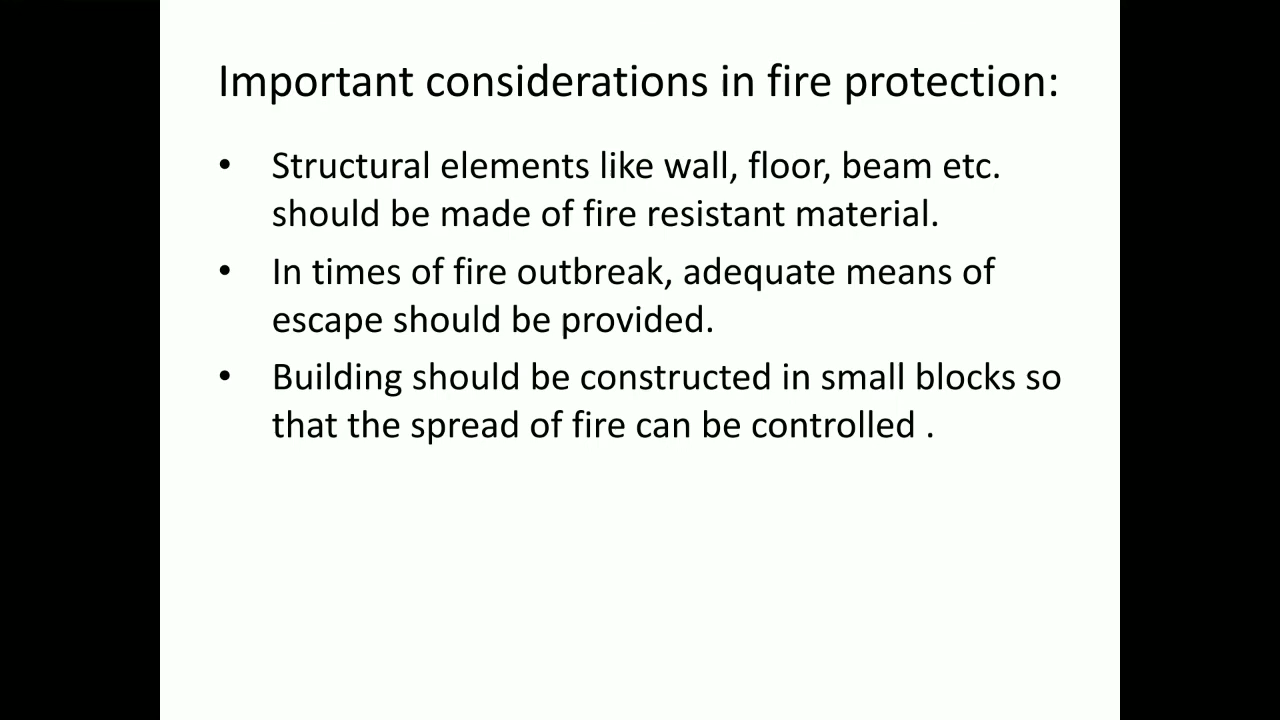 Important considerations in fire protection:
• Structural elements like wall, floor, beam etc.
should be made of fire resistant material.
• In times of fire outbreak, adequate means of
escape should be provided.
• Building should be constructed in small blocks so
that the spread of fire can be controlled .